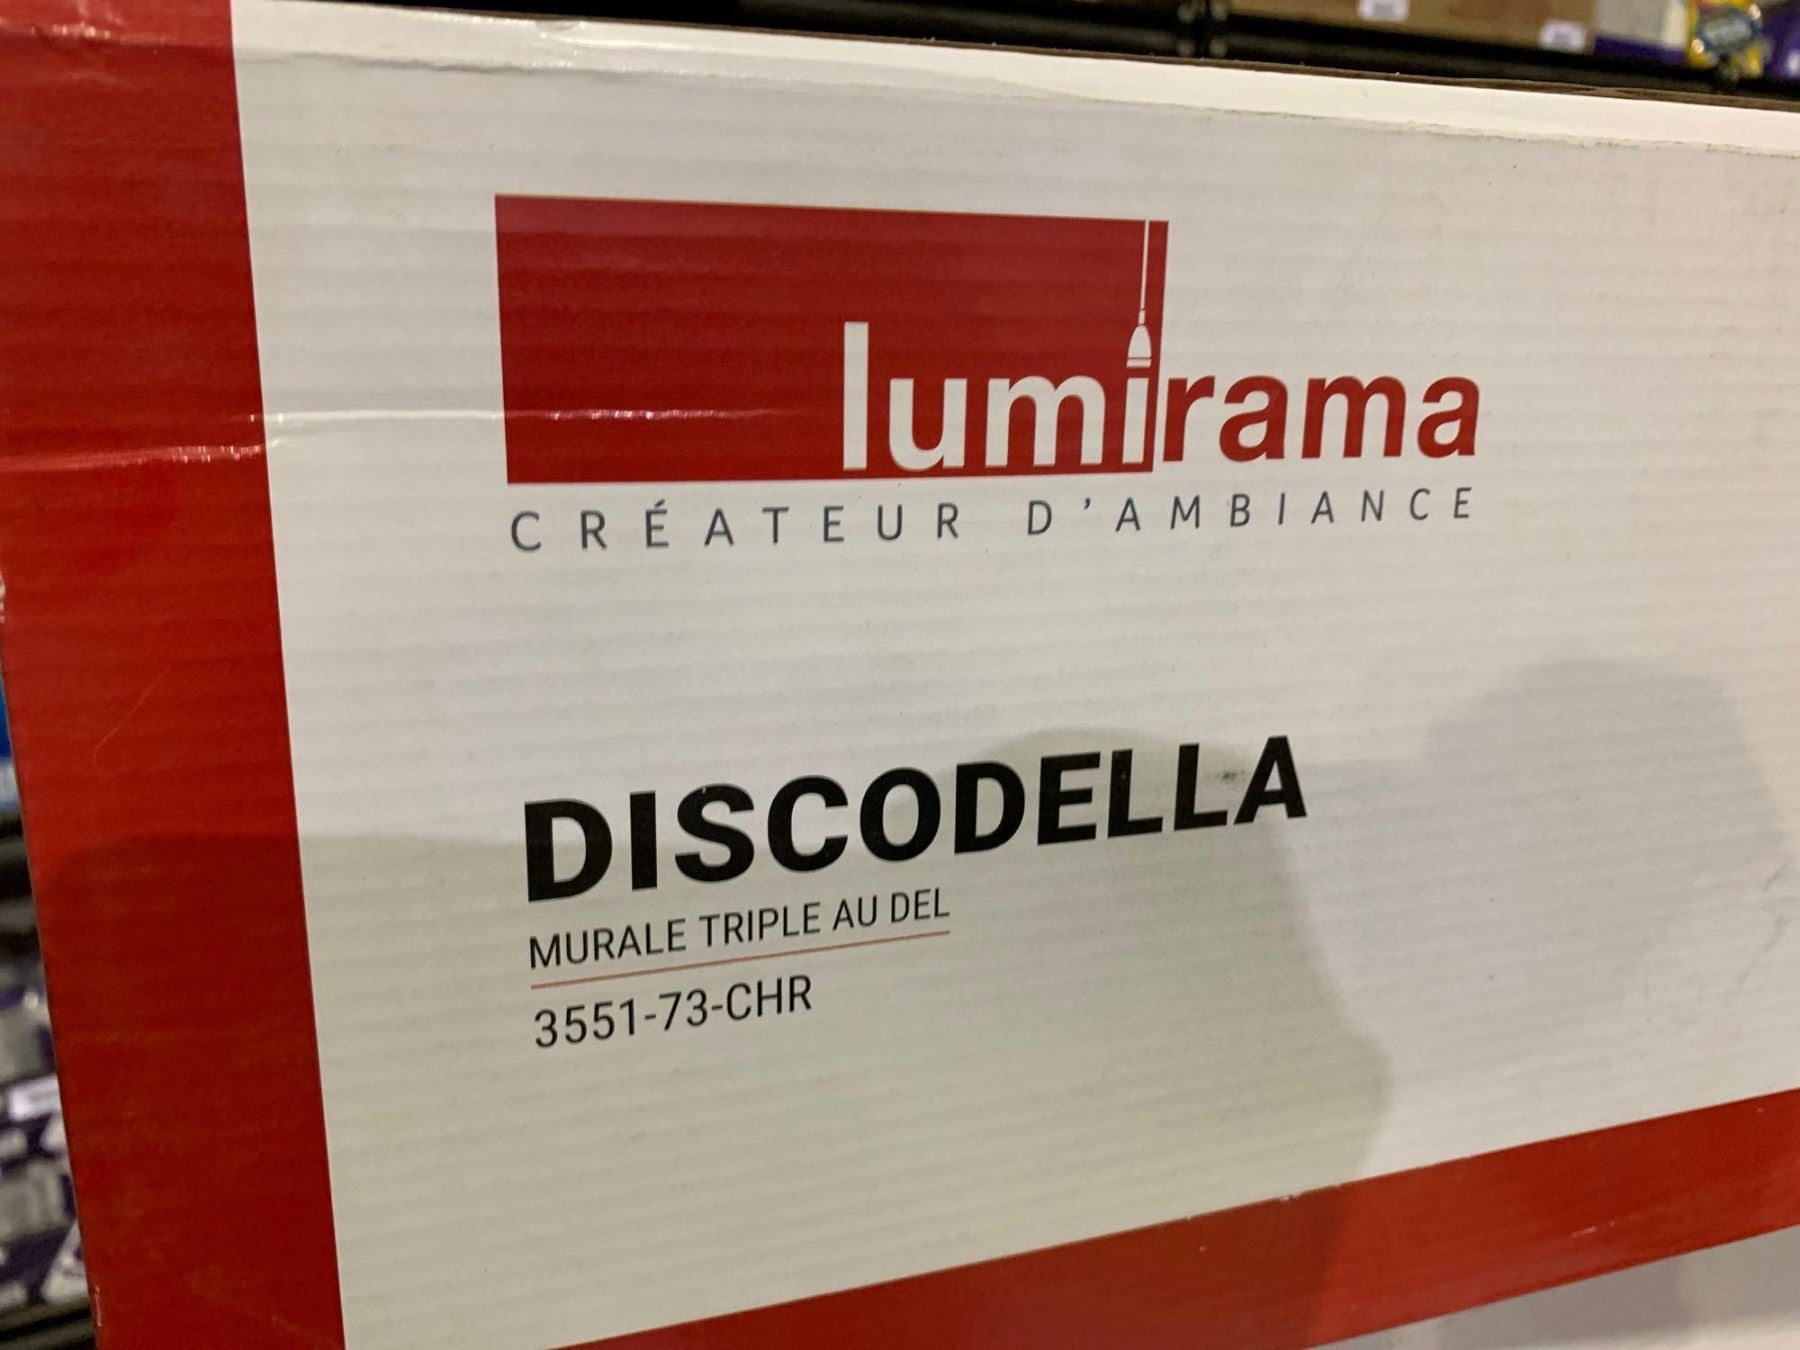 lumirama
CRÉATEUR D'AMBIANCE
DISCODELLA
MURALE TRIPLE AU DEL
3551-73-CHR